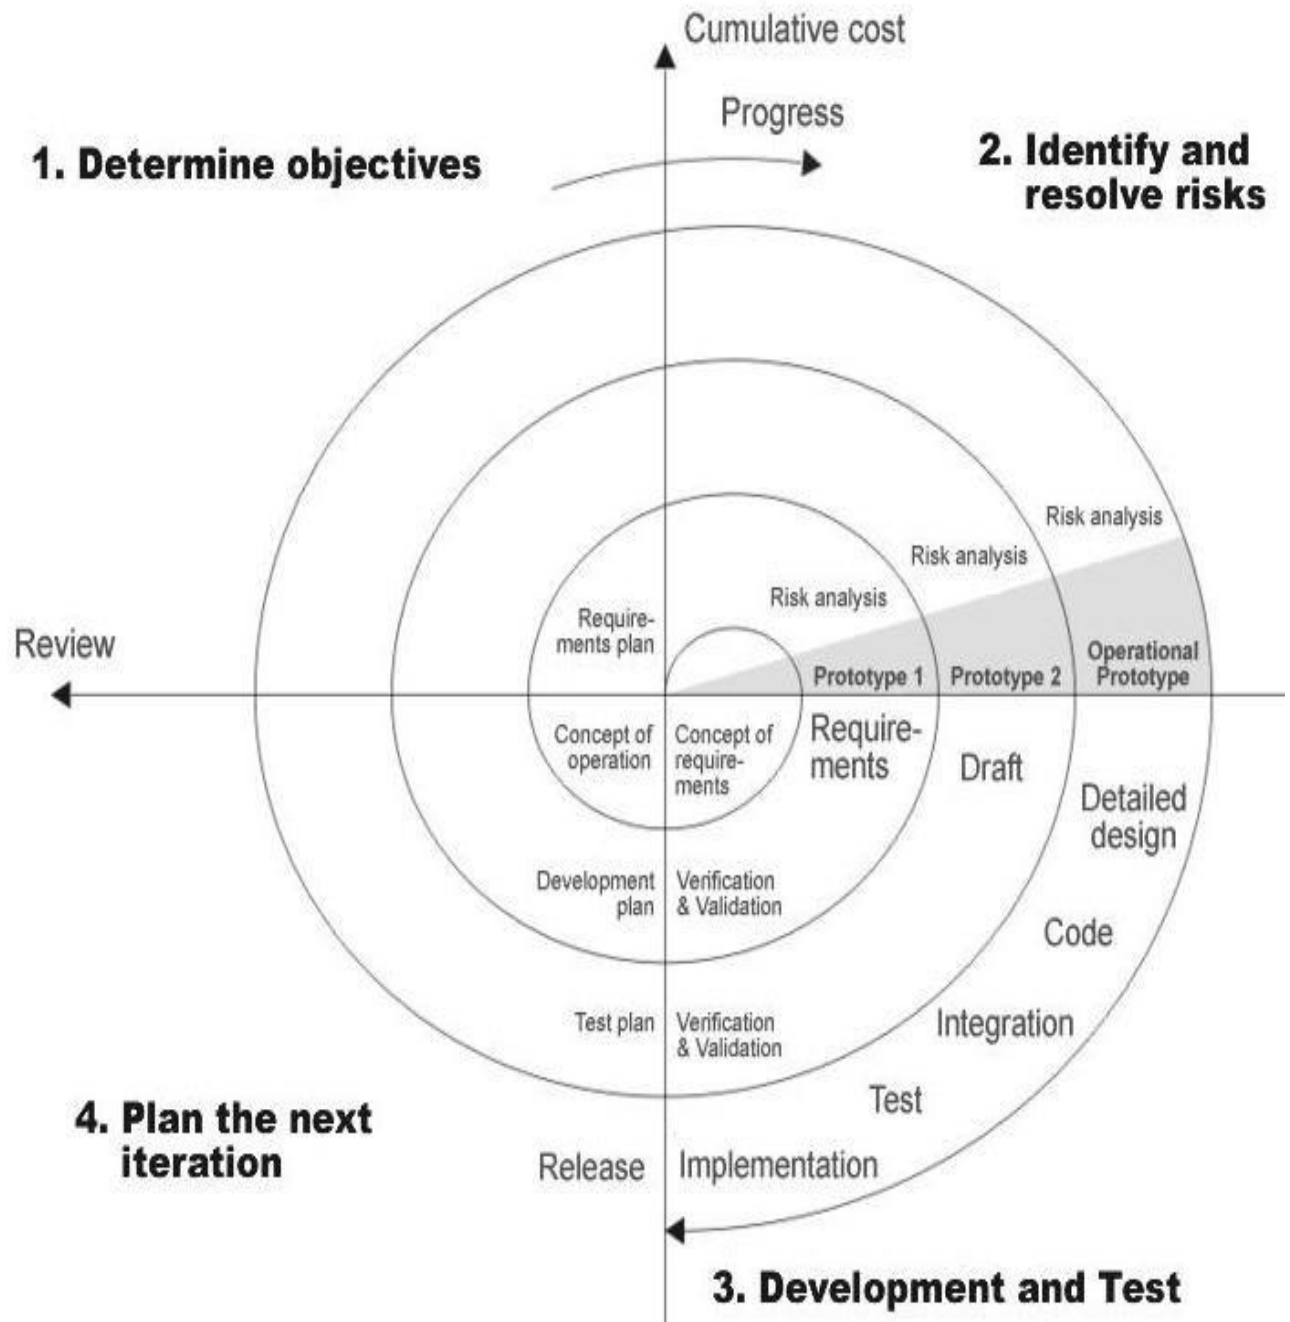 Cumulative cost
Progress
1. Determine objectives
2. Identify and
resolve risks
Risk analysis
Risk analysis
Risk analysis
Require-
ments plan
Review
Operational
Prototype
Prototype 1
Prototype 2
Concept of
operation
Concept of
require-
ments
Require-
ments
Draft
Detailed
design
Development
plan
Verification
& Validation
Code
Test plan
Verification
& Validation
Integration
Test
4. Plan the next
iteration
Release
Implementation
3. Development and Test